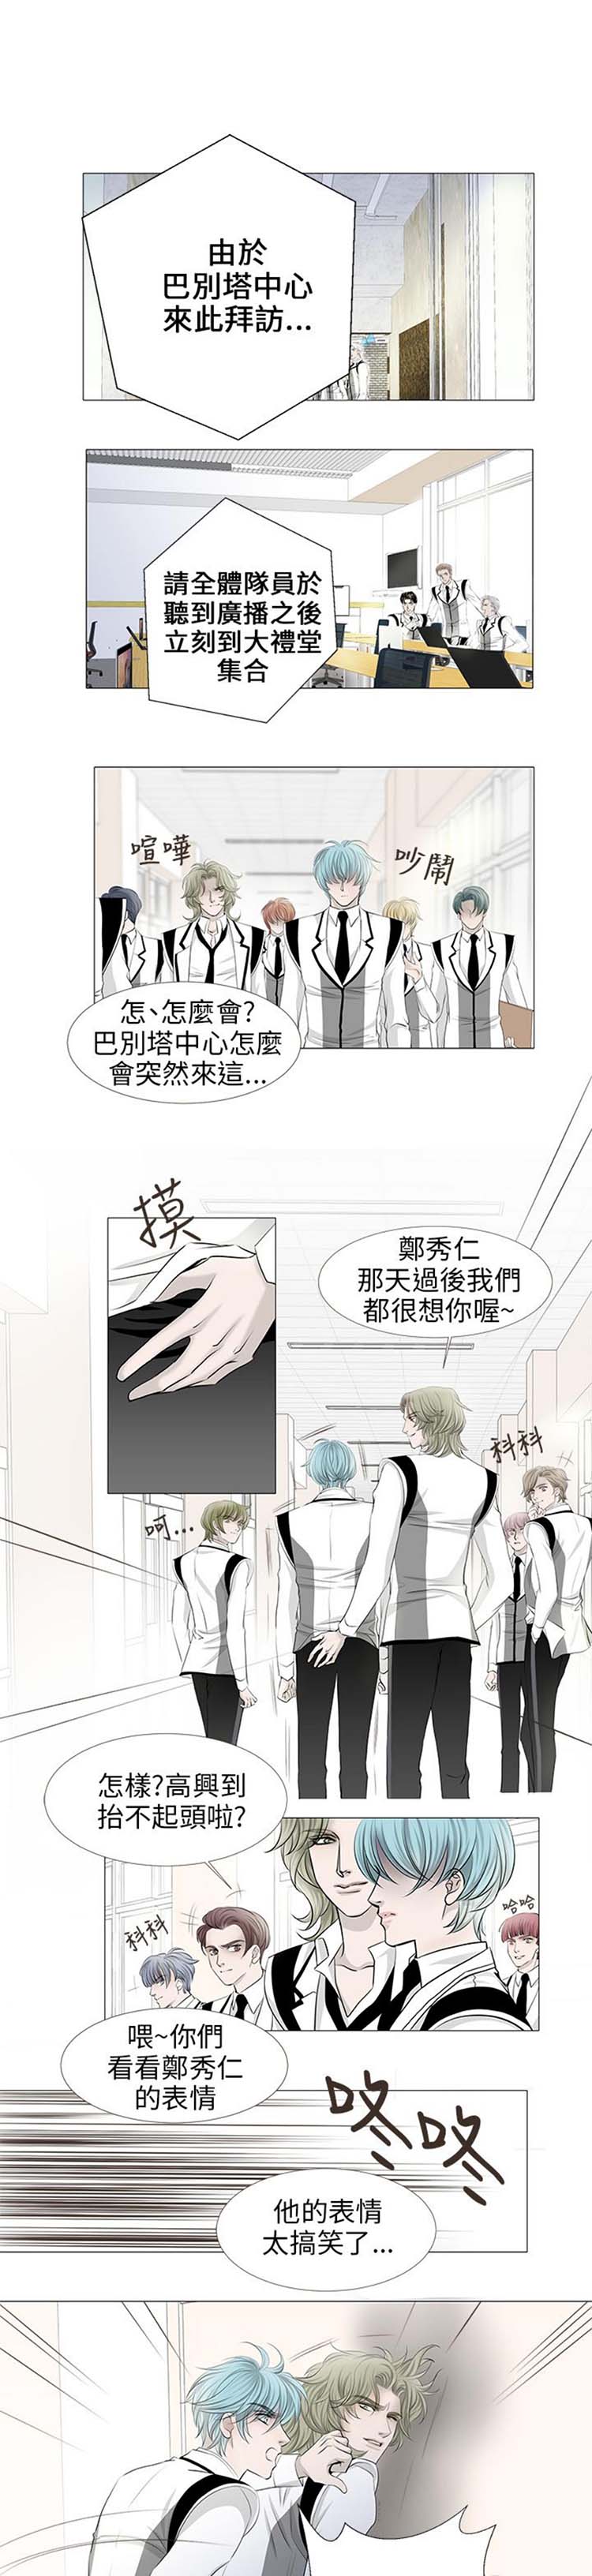 由於
巴別塔中心
來此拜訪...
請全體隊員於
聽到廣播之後
立刻到大禮堂
集合
喧嘩
吵鬧
怎、怎麼會?
巴別塔中心怎麼
會突然來這...
摸
鄭秀仁
那天過後我們
都很想你喔~
科科
呵...
怎樣?高興到
抬不起頭啦?
哈哈
科科
喂~你們
看看鄭秀仁
的表情
咚咚
他的表情
太搞笑了...